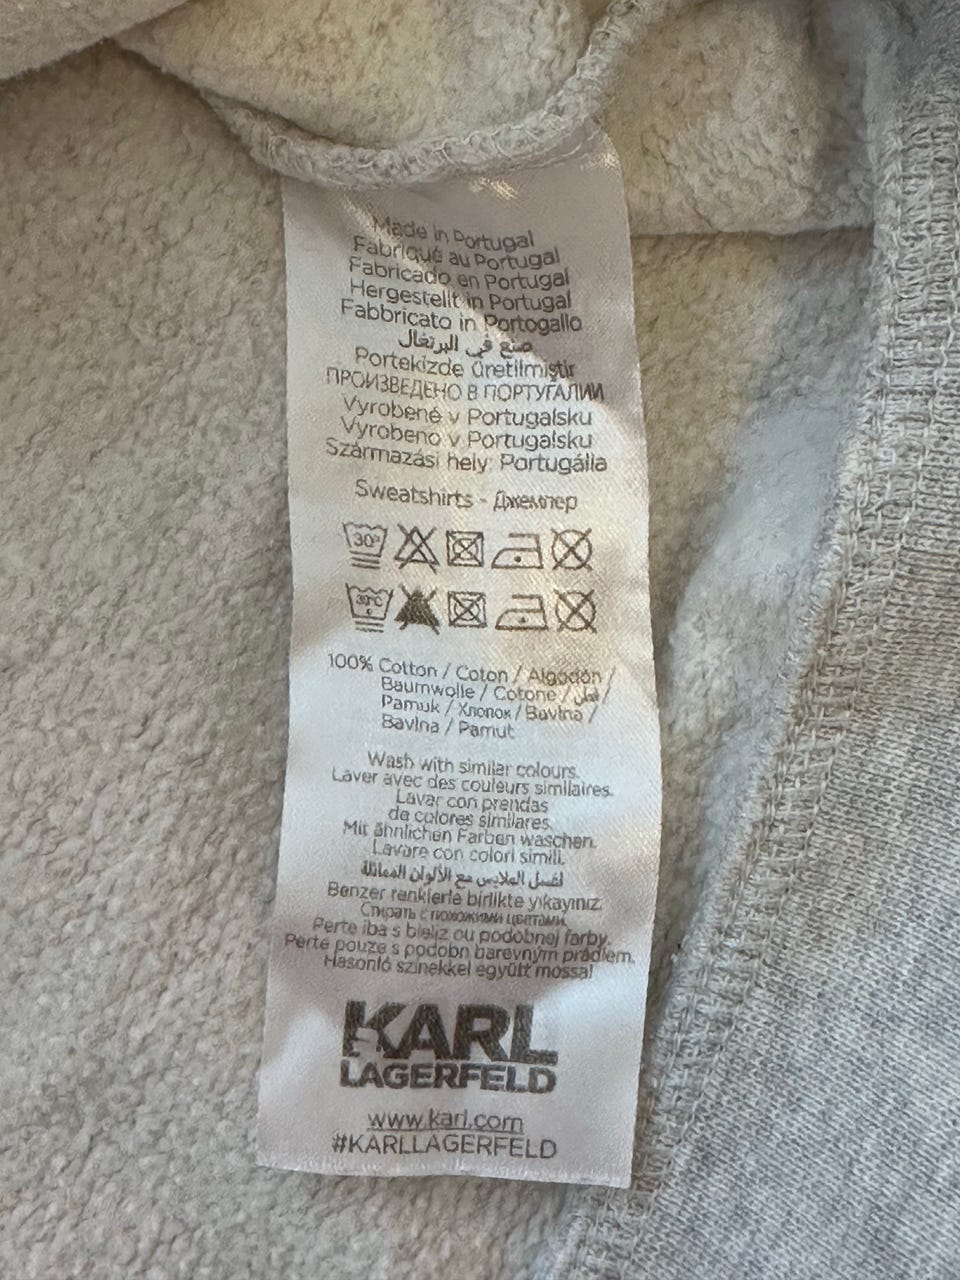 Made in Portugal
Fabriqué au Portugal
Fabricado en Portugal
Hergestellt in Portugal
Fabbricato in Portogallo
صنع في البرتغال
Portekizde üretilmiştir
ПРОИЗВЕДЕНО В ПОРТУГАЛИИ
Vyrobené v Portugalsku
Vyrobeno v Portugalsku
Származási hely: Portugália
Sweatshirts - Джемпер
30°
30°C
100% Cotton / Coton / Algodón /
Baumwolle / Cotone / قطن /
Pamuk / Хлопок / Bavlna /
Bavlna / Pamut
Wash with similar colours.
Laver avec des couleurs similaires.
Lavar con prendas
de colores similares.
Mit ähnlichen Farben waschen.
Lavare con colori simili.
تغسل الملابس مع الألوان المماثلة
Benzer renklerle birlikte yıkayınız.
Стирать с похожими цветами.
Perte iba s bieliz ou podobnej farby.
Perte pouze s podobn barevným prádlem.
Hasonló színekkel együtt mossa!
KARL
LAGERFELD
www.karl.com
#KARLLAGERFELD